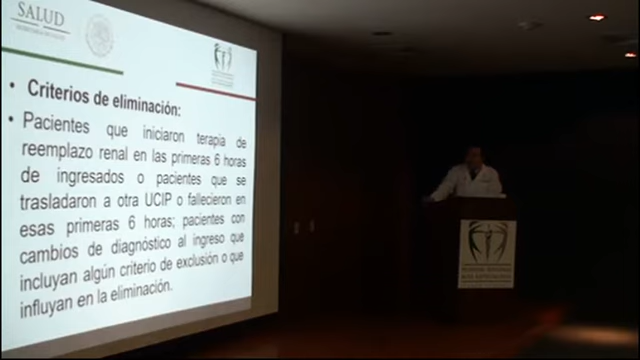 SALUD
• Criterios de eliminación:
• Pacientes que iniciaron terapia de
reemplazo renal en las primeras 6 horas
de ingresados o pacientes que se
trasladaron a otra UCIP o fallecieron en
esas primeras 6 horas; pacientes con
cambios de diagnóstico al ingreso que
incluyan algún criterio de exclusión o que
influyan en la eliminación.